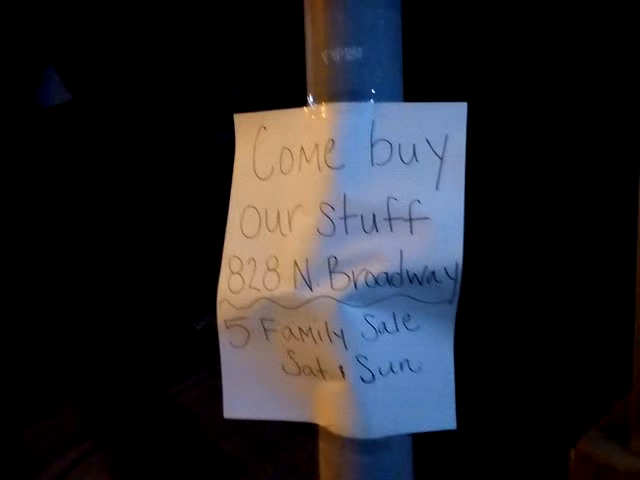 Come buy
our stuff
828 N. Broadway
5 Family Sale
Sat & Sun